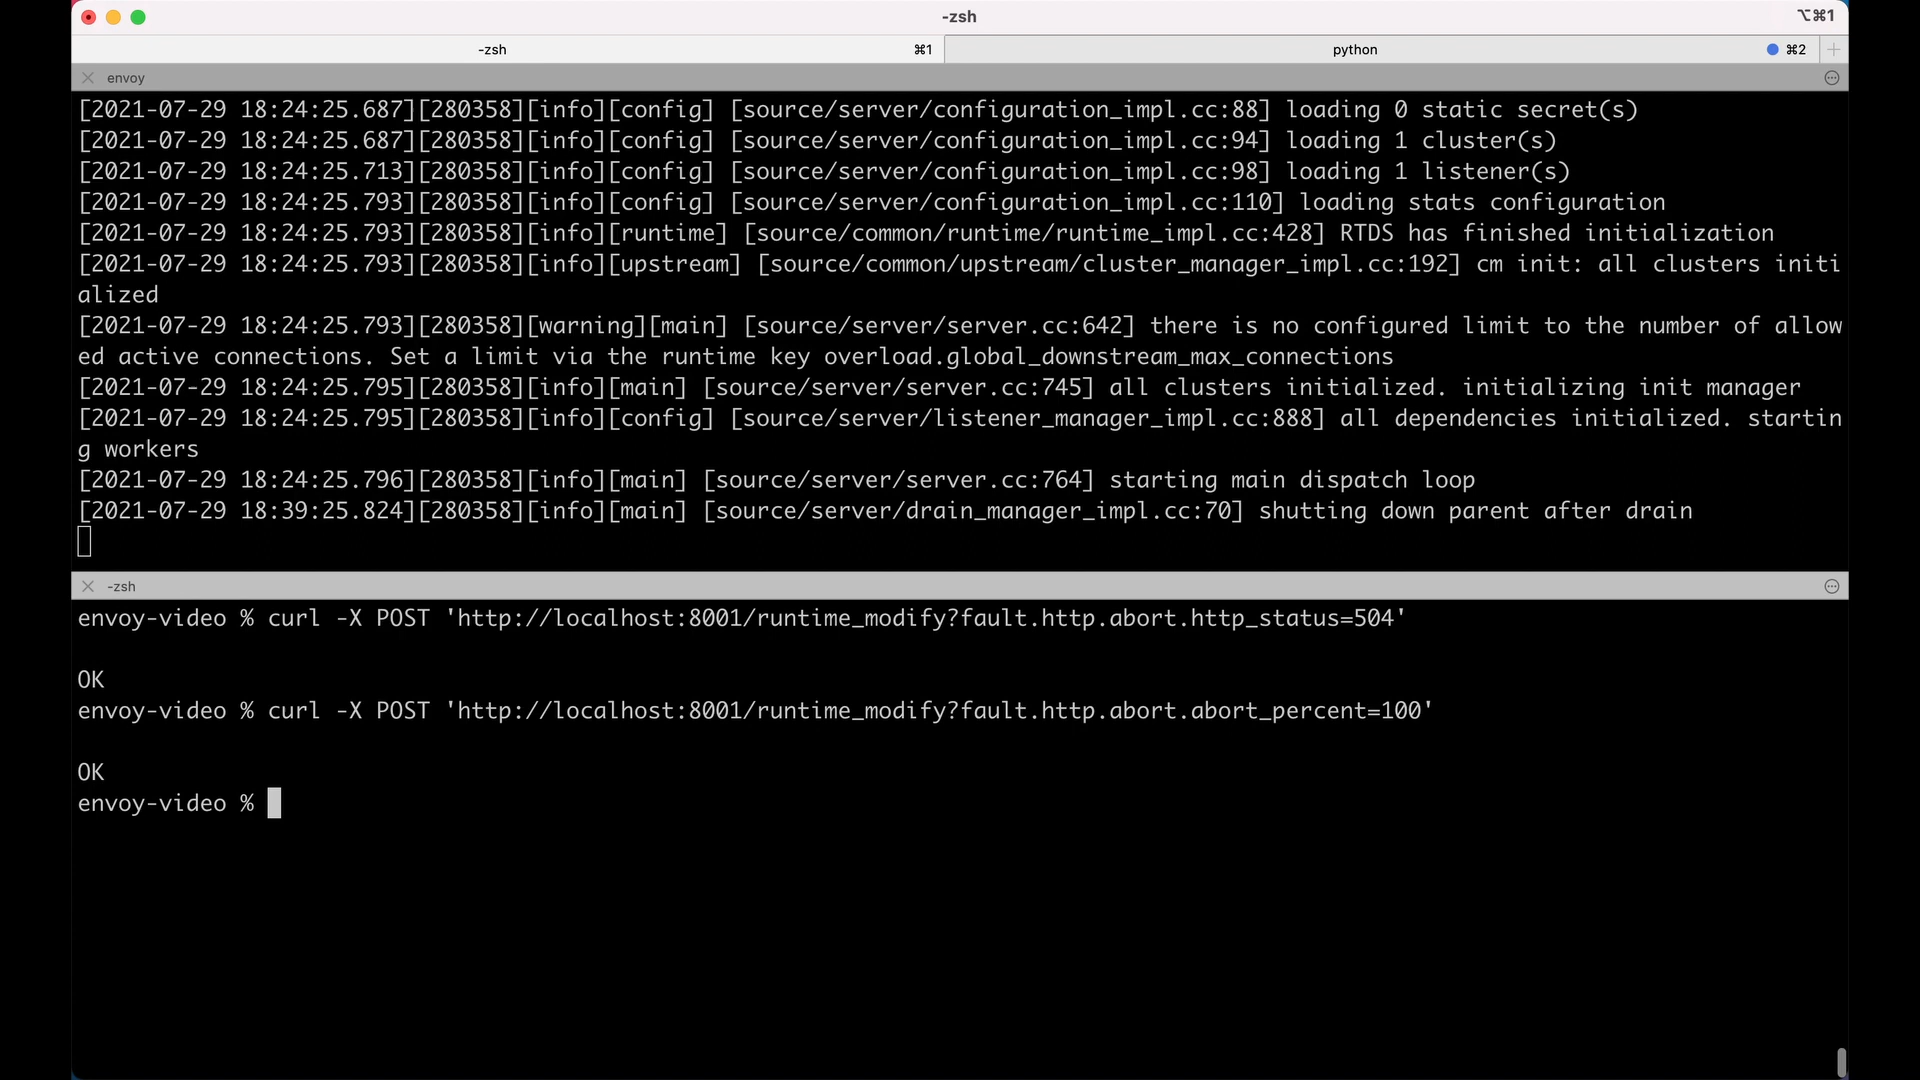 -zsh
⌥⌘1
-zsh ⌘1
python ⌘2
envoy
[2021-07-29 18:24:25.687][280358][info][config] [source/server/configuration_impl.cc:88] loading 0 static secret(s)
[2021-07-29 18:24:25.687][280358][info][config] [source/server/configuration_impl.cc:94] loading 1 cluster(s)
[2021-07-29 18:24:25.713][280358][info][config] [source/server/configuration_impl.cc:98] loading 1 listener(s)
[2021-07-29 18:24:25.793][280358][info][config] [source/server/configuration_impl.cc:110] loading stats configuration
[2021-07-29 18:24:25.793][280358][info][runtime] [source/common/runtime/runtime_impl.cc:428] RTDS has finished initialization
[2021-07-29 18:24:25.793][280358][info][upstream] [source/common/upstream/cluster_manager_impl.cc:192] cm init: all clusters initi
alized
[2021-07-29 18:24:25.793][280358][warning][main] [source/server/server.cc:642] there is no configured limit to the number of allow
ed active connections. Set a limit via the runtime key overload.global_downstream_max_connections
[2021-07-29 18:24:25.795][280358][info][main] [source/server/server.cc:745] all clusters initialized. initializing init manager
[2021-07-29 18:24:25.795][280358][info][config] [source/server/listener_manager_impl.cc:888] all dependencies initialized. startin
g workers
[2021-07-29 18:24:25.796][280358][info][main] [source/server/server.cc:764] starting main dispatch loop
[2021-07-29 18:39:25.824][280358][info][main] [source/server/drain_manager_impl.cc:70] shutting down parent after drain
-zsh
envoy-video % curl -X POST 'http://localhost:8001/runtime_modify?fault.http.abort.http_status=504'
OK
envoy-video % curl -X POST 'http://localhost:8001/runtime_modify?fault.http.abort.abort_percent=100'
OK
envoy-video %